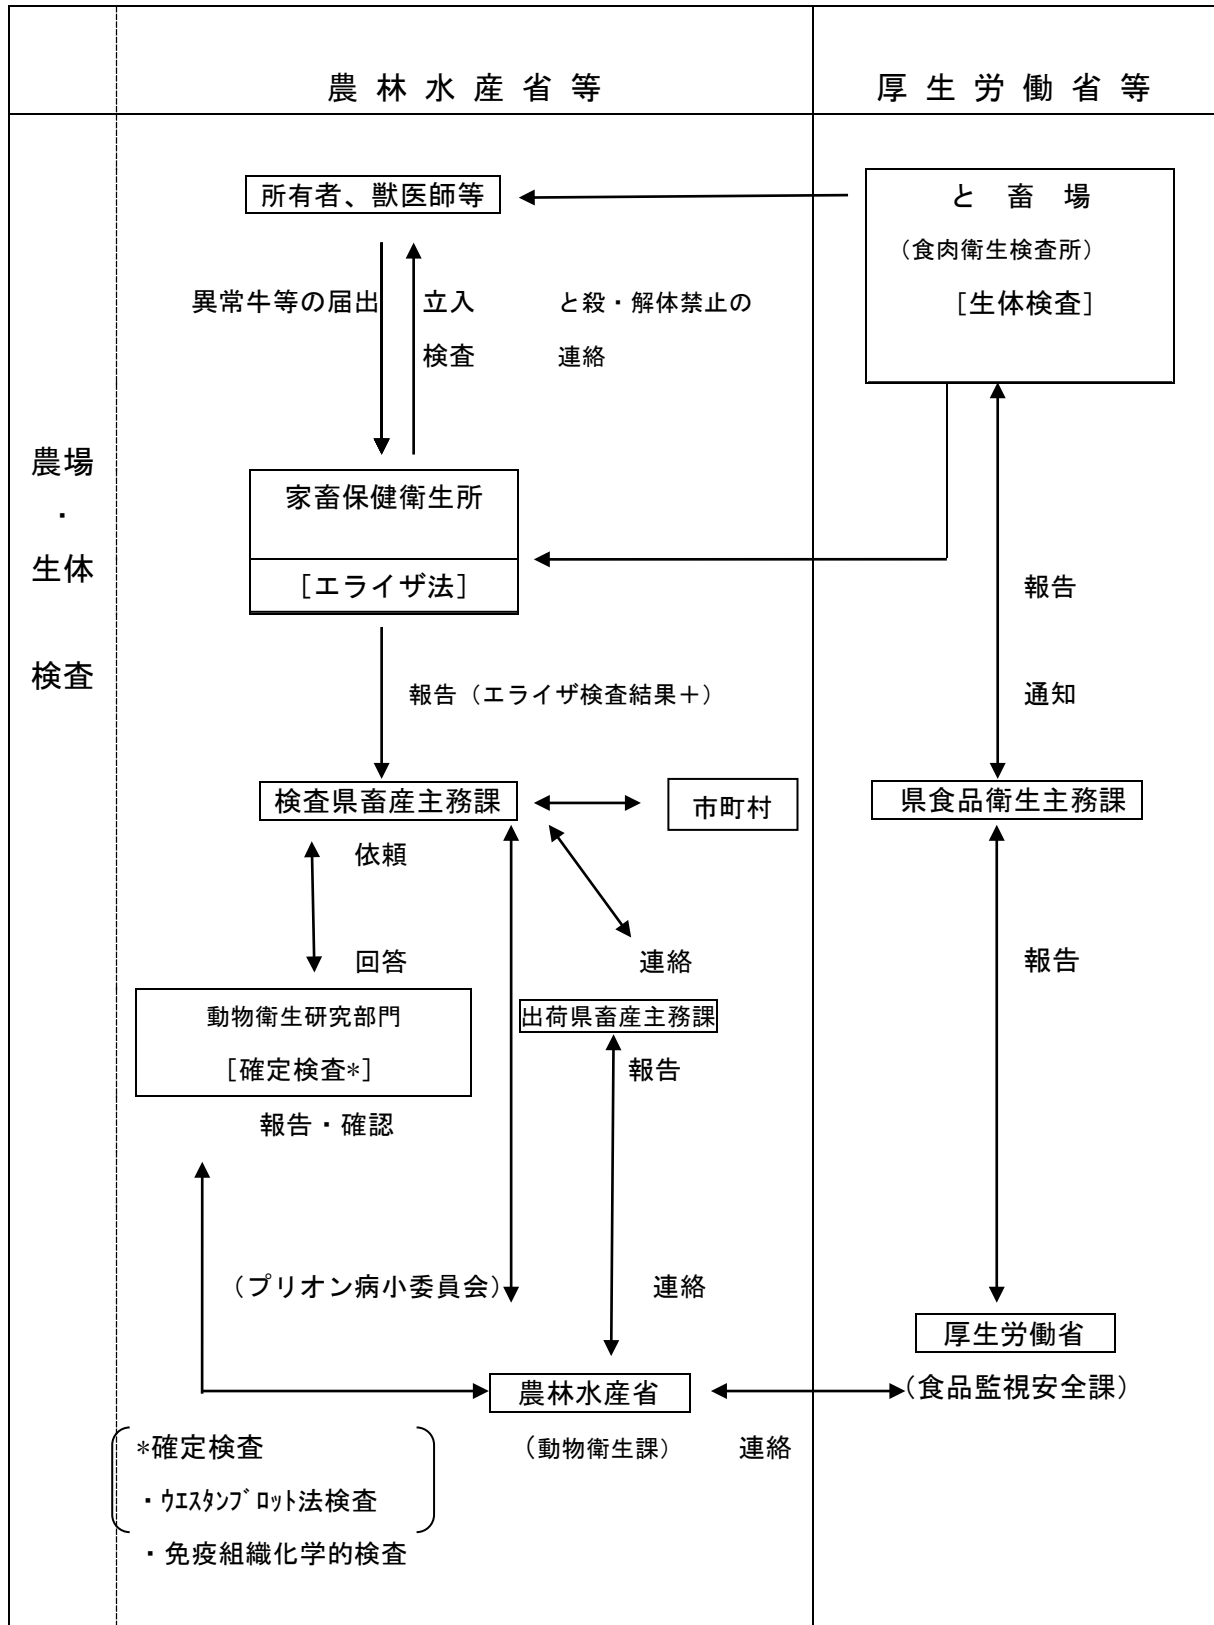 農林水産省等
厚生労働省等
農場
・
生体
検査
所有者、獣医師等
と畜場
（食肉衛生検査所）
［生体検査］
異常牛等の届出
立入
検査
と殺・解体禁止の
連絡
家畜保健衛生所
［エライザ法］
報告
通知
報告（エライザ検査結果＋）
検査県畜産主務課
市町村
県食品衛生主務課
依頼
回答
連絡
報告
動物衛生研究部門
［確定検査*］
出荷県畜産主務課
報告
報告・確認
（プリオン病小委員会）
連絡
厚生労働省
（食品監視安全課）
農林水産省
（動物衛生課）
連絡
*確定検査
・ｳｴｽﾀﾝﾌﾞﾛｯﾄ法検査
・免疫組織化学的検査